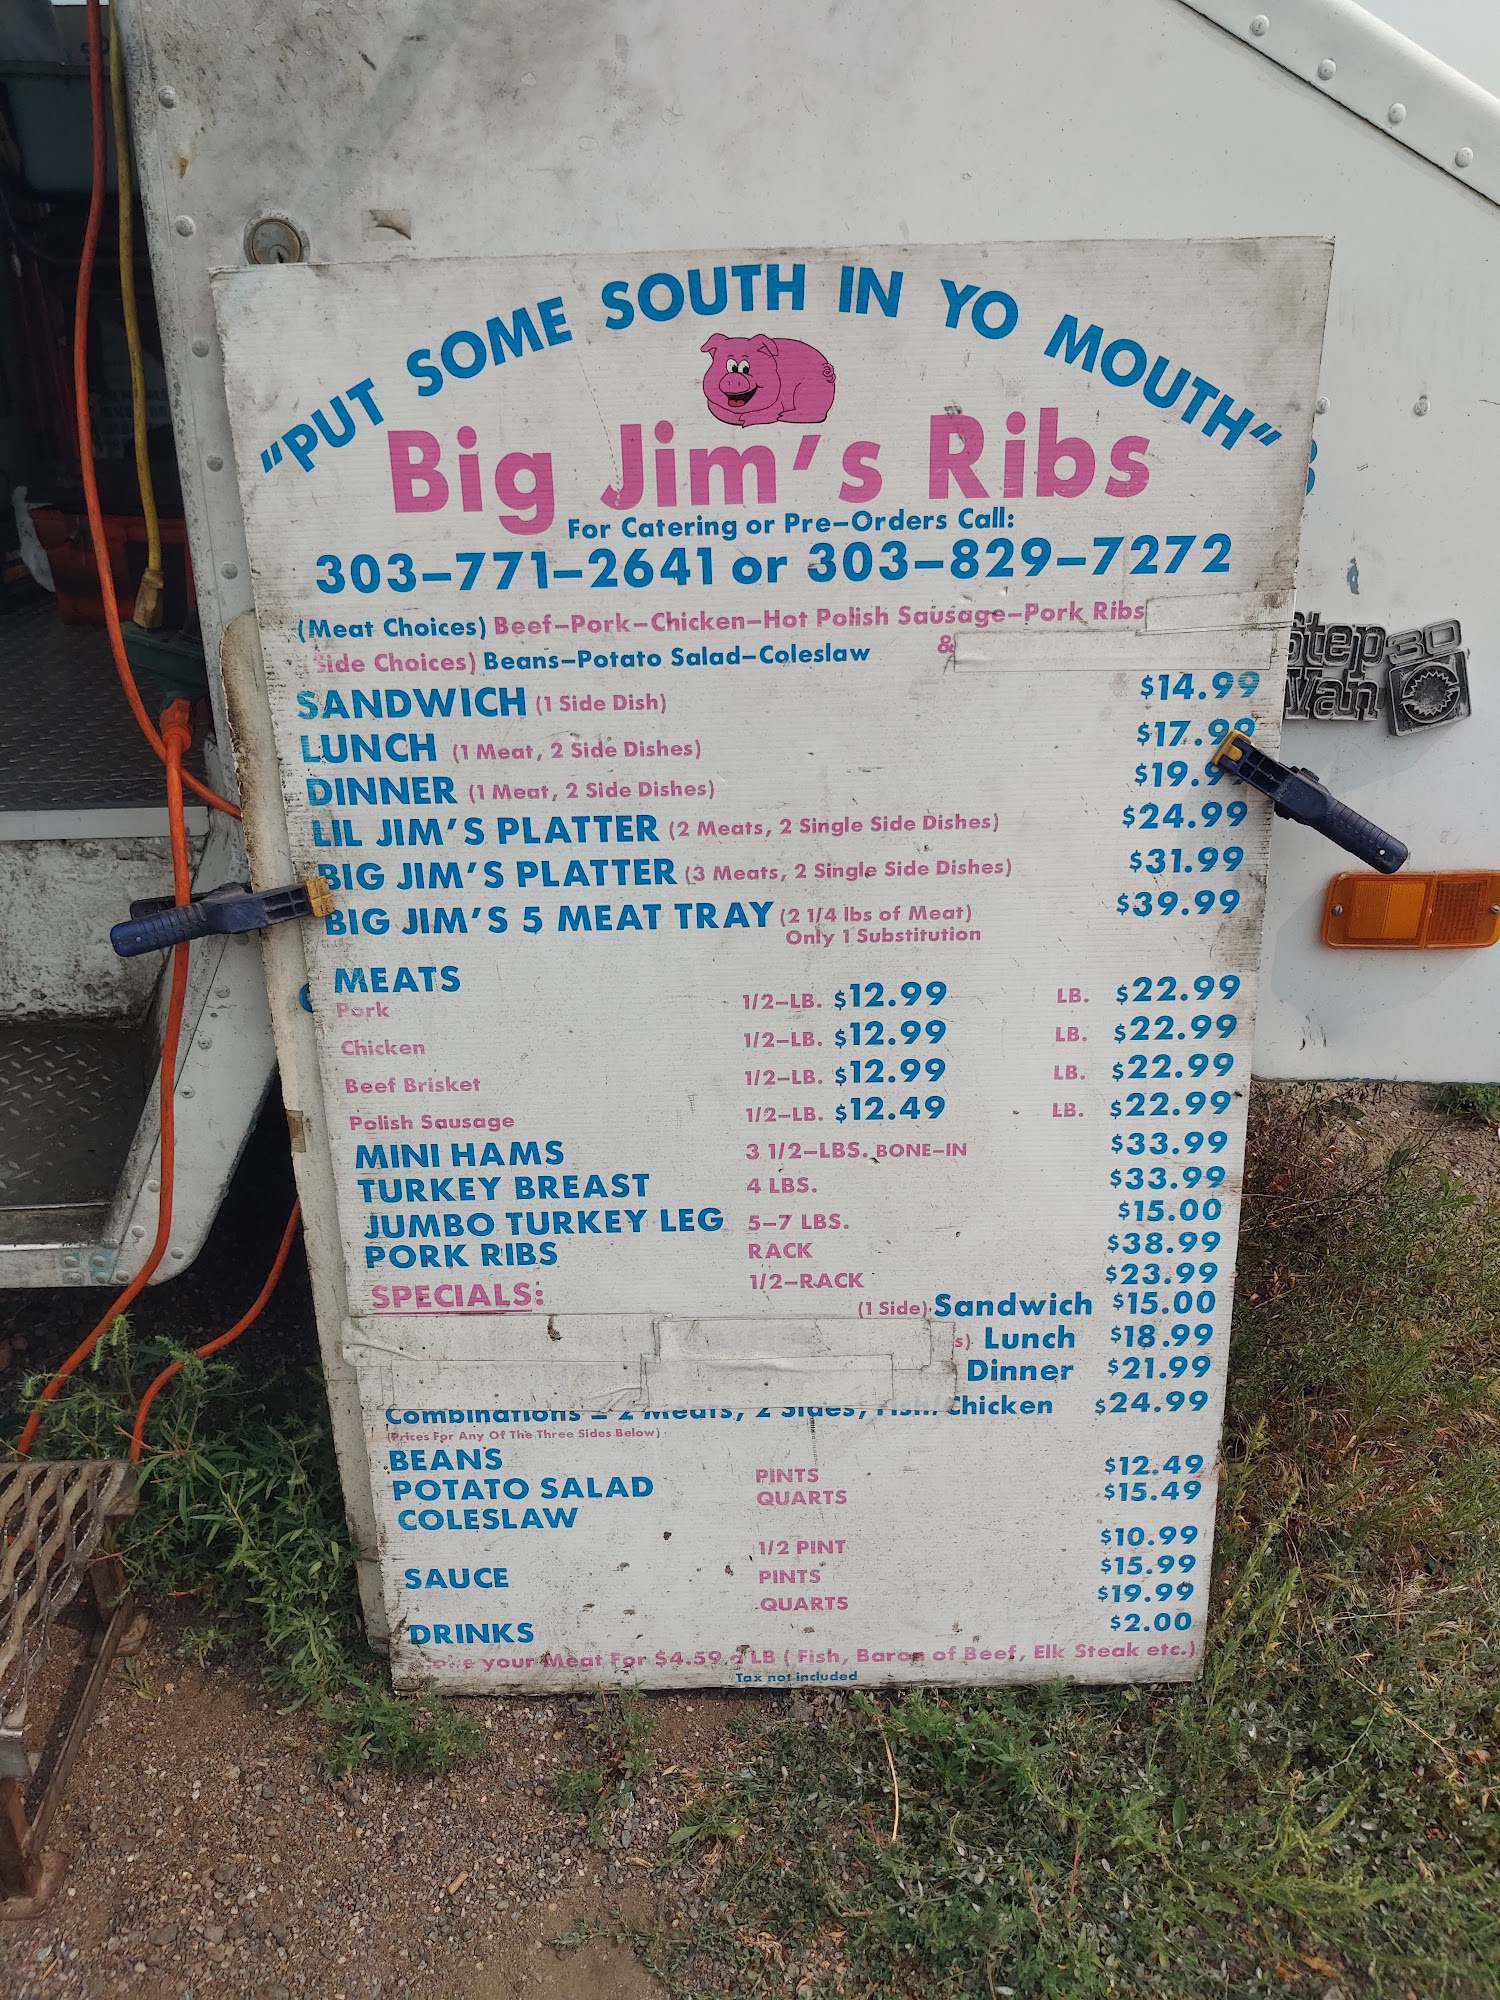 "PUT SOME SOUTH IN YO MOUTH"
Big Jim's Ribs
For Catering or Pre-Orders Call:
303-771-2641 or 303-829-7272
(Meat Choices) Beef-Pork-Chicken-Hot Polish Sausage-Pork Ribs
(Side Choices) Beans-Potato Salad-Coleslaw &
SANDWICH (1 Side Dish) $14.99
LUNCH (1 Meat, 2 Side Dishes) $17.99
DINNER (1 Meat, 2 Side Dishes) $19.9
LIL JIM'S PLATTER (2 Meats, 2 Single Side Dishes) $24.99
BIG JIM'S PLATTER (3 Meats, 2 Single Side Dishes) $31.99
BIG JIM'S 5 MEAT TRAY (2 1/4 lbs of Meat) $39.99
Only 1 Substitution
MEATS
Pork 1/2-LB. $12.99 LB. $22.99
Chicken 1/2-LB. $12.99 LB. $22.99
Beef Brisket 1/2-LB. $12.99 LB. $22.99
Polish Sausage 1/2-LB. $12.49 LB. $22.99
MINI HAMS 3 1/2-LBS. BONE-IN $33.99
TURKEY BREAST 4 LBS. $33.99
JUMBO TURKEY LEG 5-7 LBS. $15.00
PORK RIBS RACK $38.99
1/2-RACK $23.99
SPECIALS:
(1 Side) Sandwich $15.00
s) Lunch $18.99
Dinner $21.99
Combinations = 2 Meats, 2 Sides, Fish/Chicken $24.99
(Prices For Any Of The Three Sides Below)
BEANS
POTATO SALAD PINTS $12.49
COLESLAW QUARTS $15.49
1/2 PINT $10.99
SAUCE PINTS $15.99
QUARTS $19.99
DRINKS $2.00
your Meat For $4.59 a LB ( Fish, Baron of Beef, Elk Steak etc.)
Tax not included
Step 30
Van